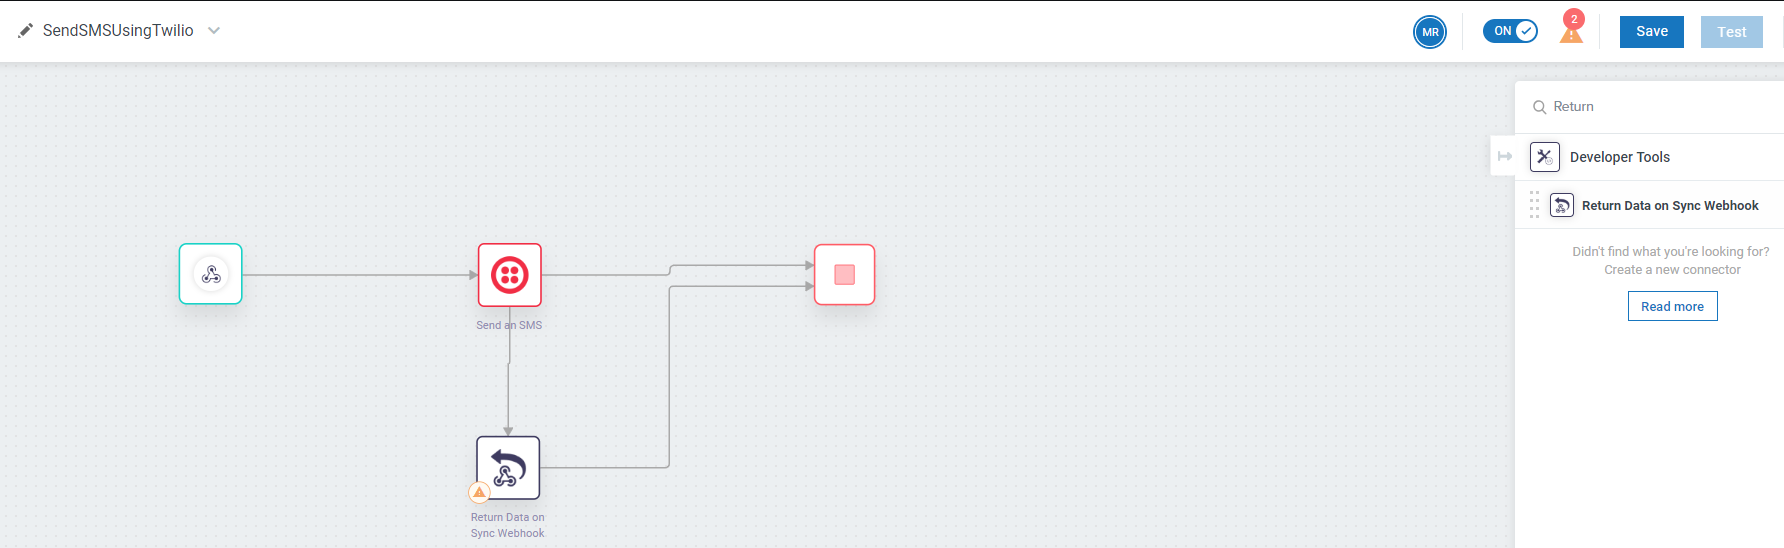 SendSMSUsingTwilio
MR
ON
2
Save
Test
Return
Developer Tools
Return Data on Sync Webhook
Didn't find what you're looking for?
Create a new connector
Read more
Send an SMS
Return Data on
Sync Webhook